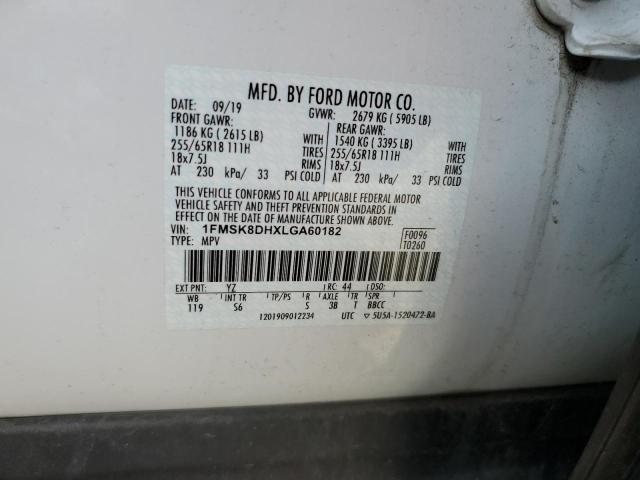 MFD. BY FORD MOTOR CO.
DATE: 09/19 GVWR: 2679 KG ( 5905 LB)
FRONT GAWR: REAR GAWR:
1186 KG ( 2615 LB) WITH 1540 KG ( 3395 LB) WITH
255/65R18 111H TIRES 255/65R18 111H TIRES
18x7.5J RIMS 18x7.5J RIMS
AT 230 kPa/ 33 PSI COLD AT 230 kPa/ 33 PSI COLD
THIS VEHICLE CONFORMS TO ALL APPLICABLE FEDERAL MOTOR
VEHICLE SAFETY AND THEFT PREVENTION STANDARDS IN
EFFECT ON THE DATE OF MANUFACTURE SHOWN ABOVE.
VIN: 1FMSK8DHXLGA60182 F0096
TYPE: MPV T0260
EXT PNT: YZ RC: 44 DSO:
WB INT TR TP/PS R AXLE TR SPR
119 S6 S 3B T BBCC
1201909012234 UTC ▽ 5U5A-1520472-BA